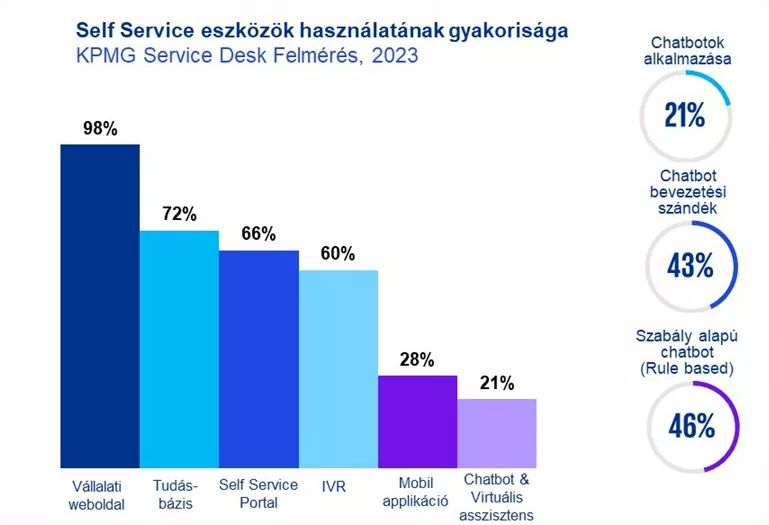 Self Service eszközök használatának gyakorisága
KPMG Service Desk Felmérés, 2023
98%
72%
66%
60%
28%
21%
Vállalati
weboldal
Tudás-
bázis
Self Service
Portal
IVR
Mobil
applikáció
Chatbot &
Virtuális
asszisztens
Chatbotok
alkalmazása
21%
Chatbot
bevezetési
szándék
43%
Szabály alapú
chatbot
(Rule based)
46%